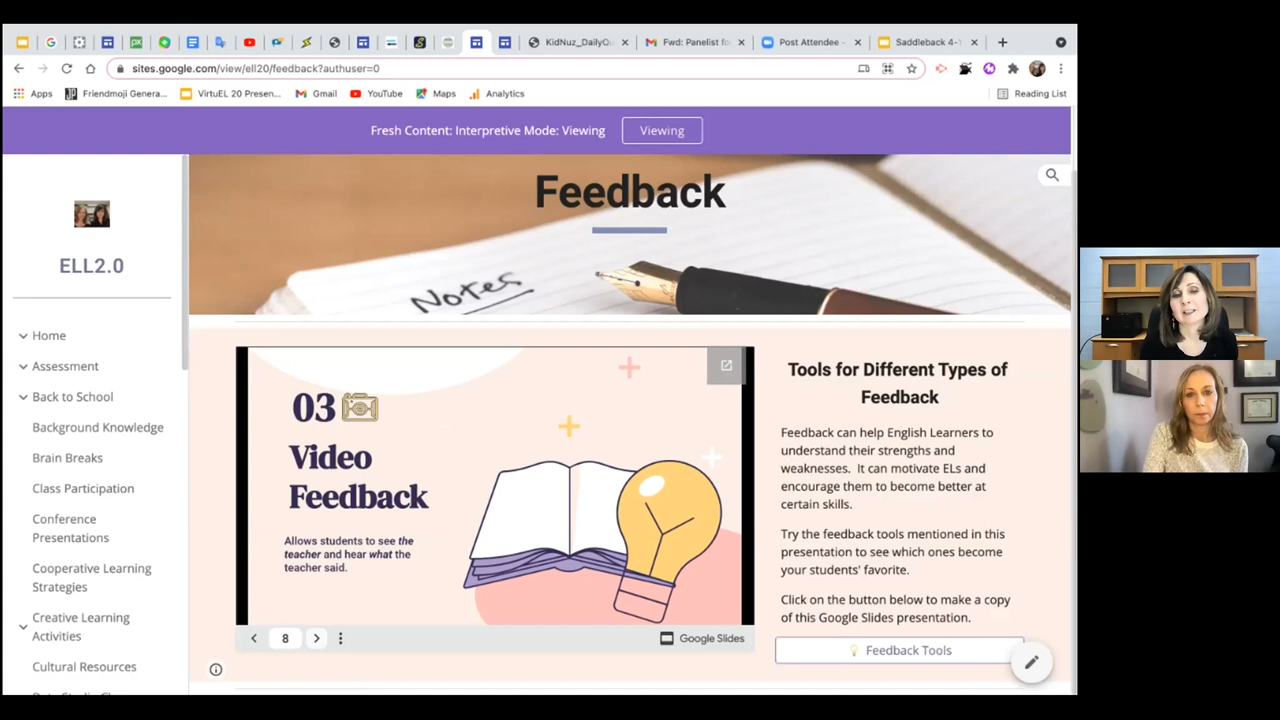 KidNuz_DailyQu
Fwd: Panelist fo
Post Attendee -
Saddleback 4-1
sites.google.com/view/ell20/feedback?authuser=0
Apps
Friendmoji Genera...
VirtuEL 20 Presen...
Gmail
YouTube
Maps
Analytics
Reading List
Fresh Content: Interpretive Mode: Viewing
Viewing
Feedback
Notes
ELL2.0
Home
Assessment
Back to School
Background Knowledge
Brain Breaks
Class Participation
Conference
Presentations
Cooperative Learning
Strategies
Creative Learning
Activities
Cultural Resources
03
Video
Feedback
Allows students to see the
teacher and hear what the
teacher said.
8
Google Slides
Tools for Different Types of
Feedback
Feedback can help English Learners to
understand their strengths and
weaknesses. It can motivate ELs and
encourage them to become better at
certain skills.
Try the feedback tools mentioned in this
presentation to see which ones become
your students' favorite.
Click on the button below to make a copy
of this Google Slides presentation.
Feedback Tools